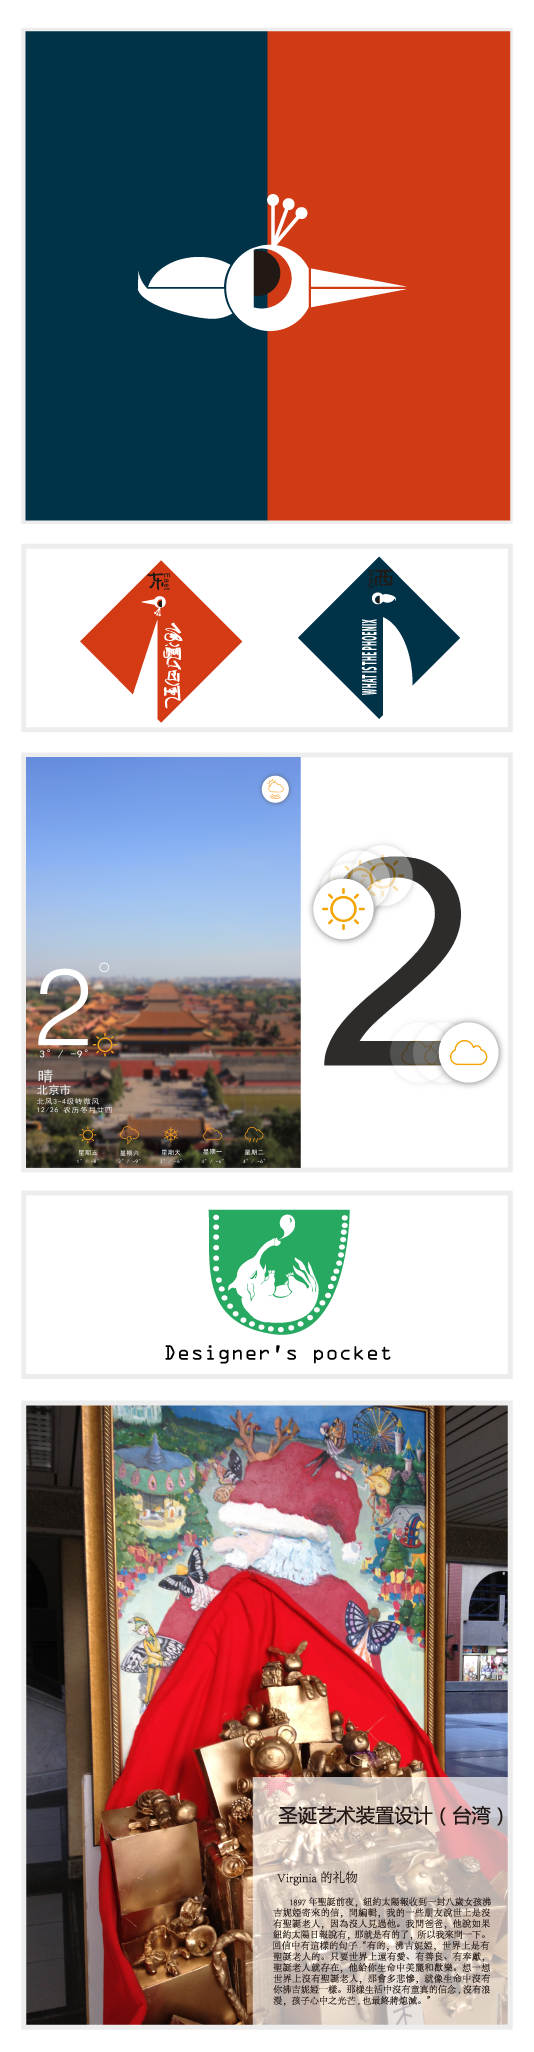 东
East
西
WHAT IS THE PHOENIX
2°
3° / -9°
晴
北京市
北风3-4级转微风
12/26 农历冬月廿四
星期五
星期六
星期天
星期一
星期二
2
Designer's pocket
圣诞艺术装置设计（台湾）
Virginia 的礼物
1897 年聖誕前夜，紐約太陽報收到一封八歲女孩沸
吉妮婭寄來的信，問編輯，我的一些朋友說世上是沒
有聖誕老人，因為沒人見過他。我問爸爸，他說如果
紐約太陽日報說有，那就是有的了，所以我來問一下。
回信中有這樣的句子“有的，沸吉妮婭，世界上是有
聖誕老人的。只要世界上還有愛、有善良、有奉獻，
聖誕老人就存在，他給你生命中美麗和歡樂。想一想
世界上沒有聖誕老人，那會多悲慘，就像生命中沒有
你沸吉妮婭一樣。那樣生活中沒有童真的信念，沒有浪
漫，孩子心中之光芒，也最終將熄滅。”